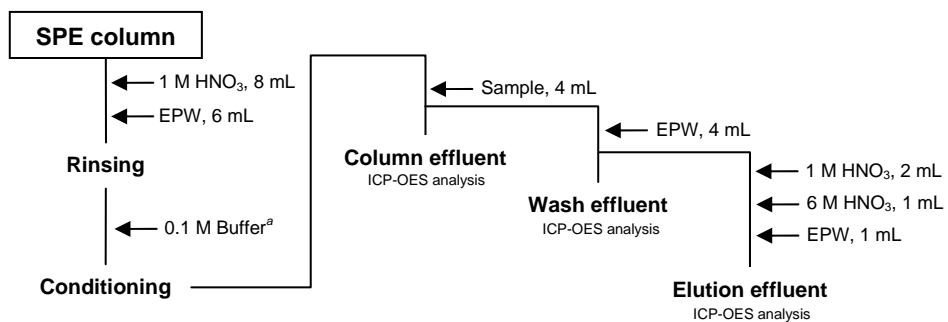 SPE column
1 M HNO₃, 8 mL
EPW, 6 mL
Rinsing
0.1 M Bufferᵃ
Conditioning
Sample, 4 mL
Column effluent
ICP-OES analysis
EPW, 4 mL
Wash effluent
ICP-OES analysis
1 M HNO₃, 2 mL
6 M HNO₃, 1 mL
EPW, 1 mL
Elution effluent
ICP-OES analysis